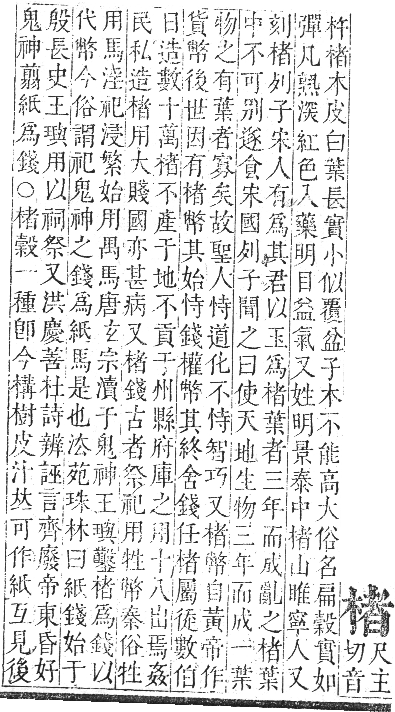 楮
尺主
切音
杵楮木皮白葉長實小似覆盆子木不能高大俗名扁穀實如
彈凡熟深紅色入藥明目益氣又姓明景泰中楮山睢寧人又
刻楮列子宋人有爲其君以玉爲楮葉者三年而成亂之楮葉
中不可別遂食宋國列子聞之曰使天地生物三年而成一葉
物之有葉者寡矣故聖人恃道化不恃智巧又楮幣自黃帝作
貨幣後世因有楮幣其始恃錢權幣其終舍錢任楮屬徒數伯
日造數十萬楮不產于地不貢于州縣府庫之用十八出焉姦
民私造楮用大賤國亦甚病又楮錢古者祭祀用牲幣秦俗牲
用馬淫祀浸繁始用禺馬唐玄宗瀆于鬼神王璵鑿楮爲錢以
代幣今俗謂祀鬼神之錢爲紙馬是也法苑珠林曰紙錢始于
殷長史王璵用以祠祭又洪慶善杜詩辨誣言齊廢帝東昏好
鬼神翦紙爲錢○楮穀一種卽今構樹皮汁𠀤可作紙互見後